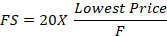 FS = 20X Lowest Price / F